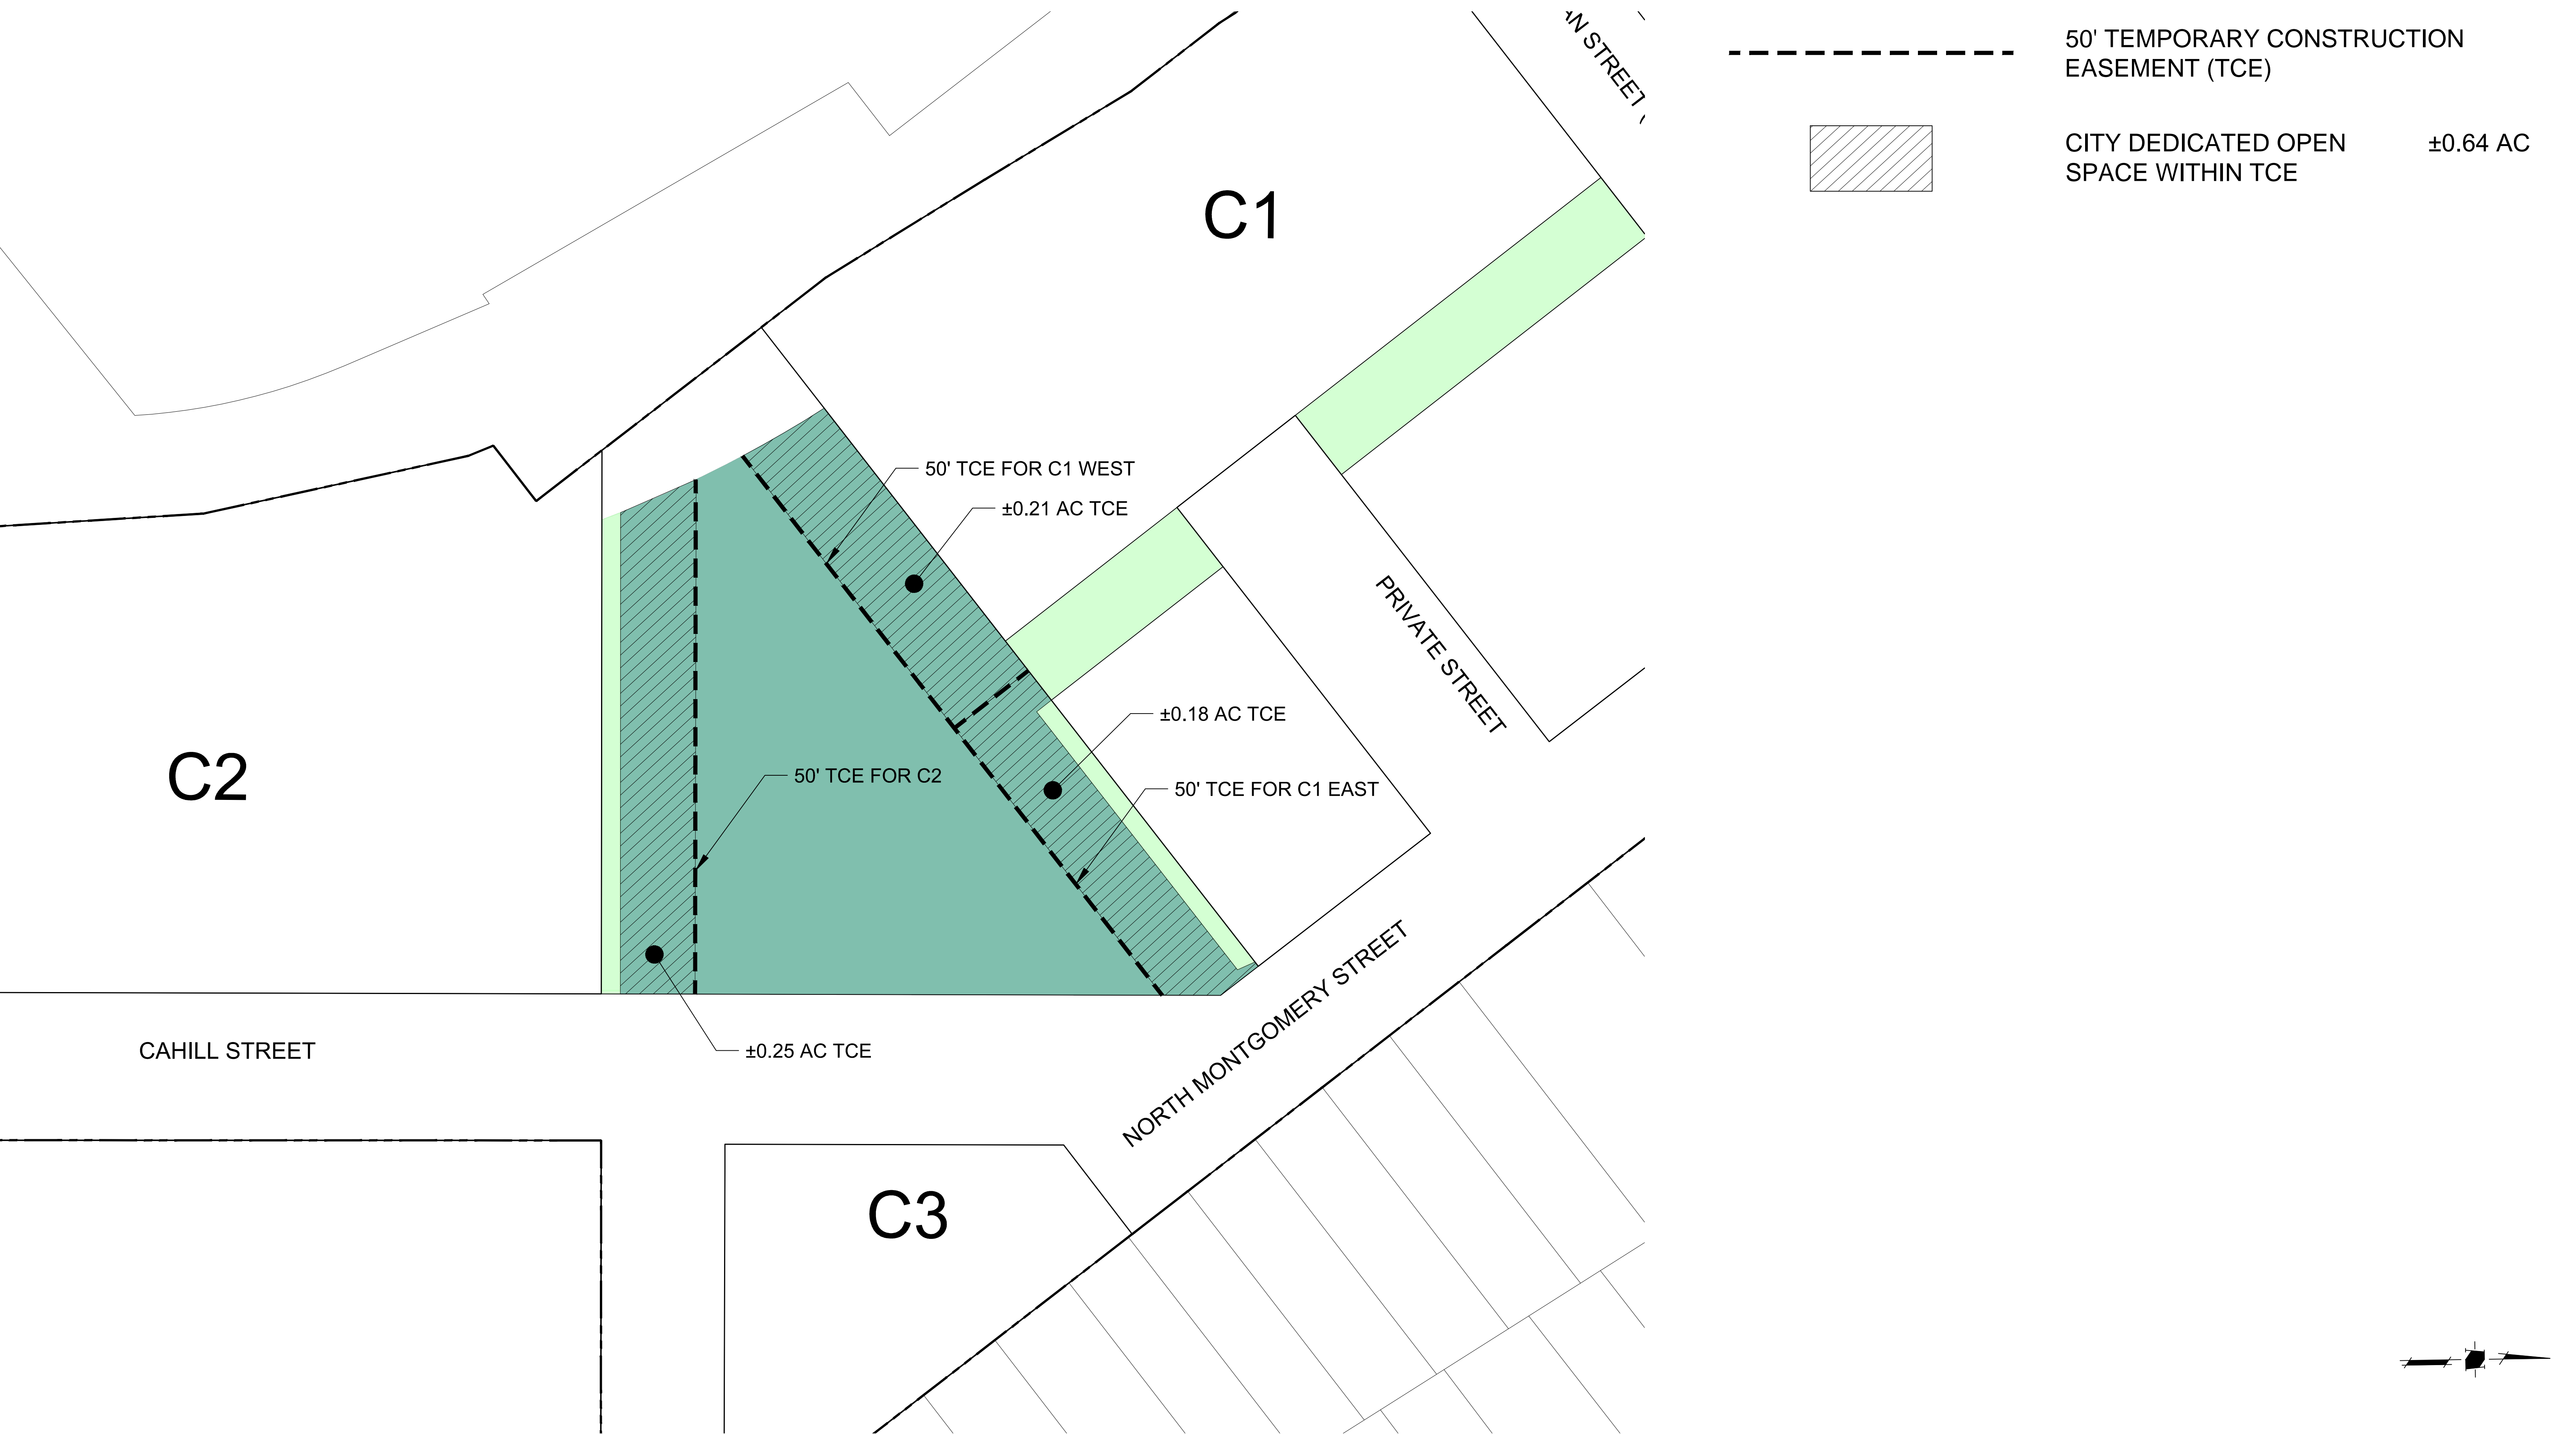 50' TEMPORARY CONSTRUCTION
EASEMENT (TCE)
CITY DEDICATED OPEN ±0.64 AC
SPACE WITHIN TCE
STREET
C1
50' TCE FOR C1 WEST
±0.21 AC TCE
PRIVATE STREET
±0.18 AC TCE
50' TCE FOR C2
50' TCE FOR C1 EAST
C2
NORTH MONTGOMERY STREET
CAHILL STREET
±0.25 AC TCE
C3